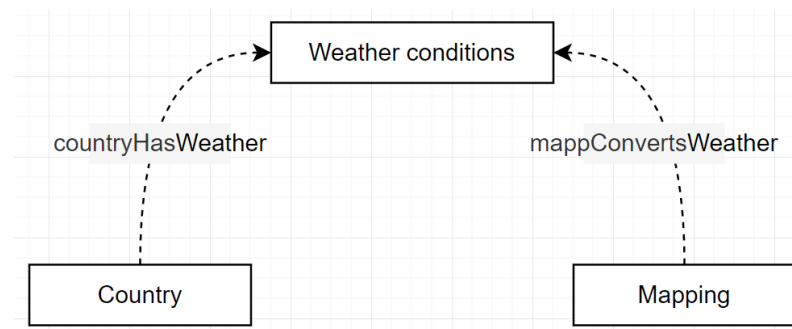 Weather conditions
countryHasWeather
mappConvertsWeather
Country
Mapping